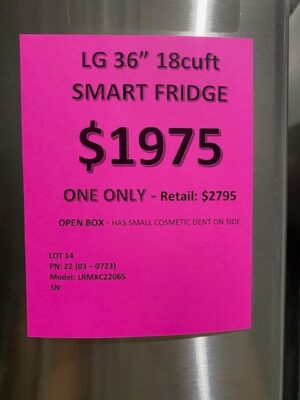 LG 36” 18cuft
SMART FRIDGE
$1975
ONE ONLY - Retail: $2795
OPEN BOX - HAS SMALL COSMETIC DENT ON SIDE
LOT 14
PN: 22 (03 – 0723)
Model: LRMXC2206S
SN: